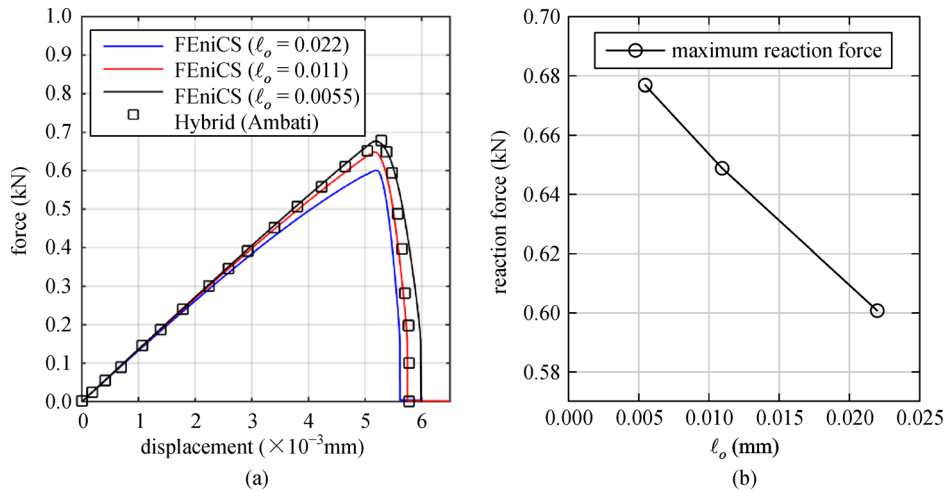 1.0
0.9
0.8
0.7
0.6
0.5
0.4
0.3
0.2
0.1
0.0
force (kN)
FEniCS (ℓo = 0.022)
FEniCS (ℓo = 0.011)
FEniCS (ℓo = 0.0055)
Hybrid (Ambati)
0 1 2 3 4 5 6
displacement (×10⁻³mm)
(a)
0.70
0.68
0.66
0.64
0.62
0.60
0.58
reaction force (kN)
maximum reaction force
0.000 0.005 0.010 0.015 0.020 0.025
ℓo (mm)
(b)